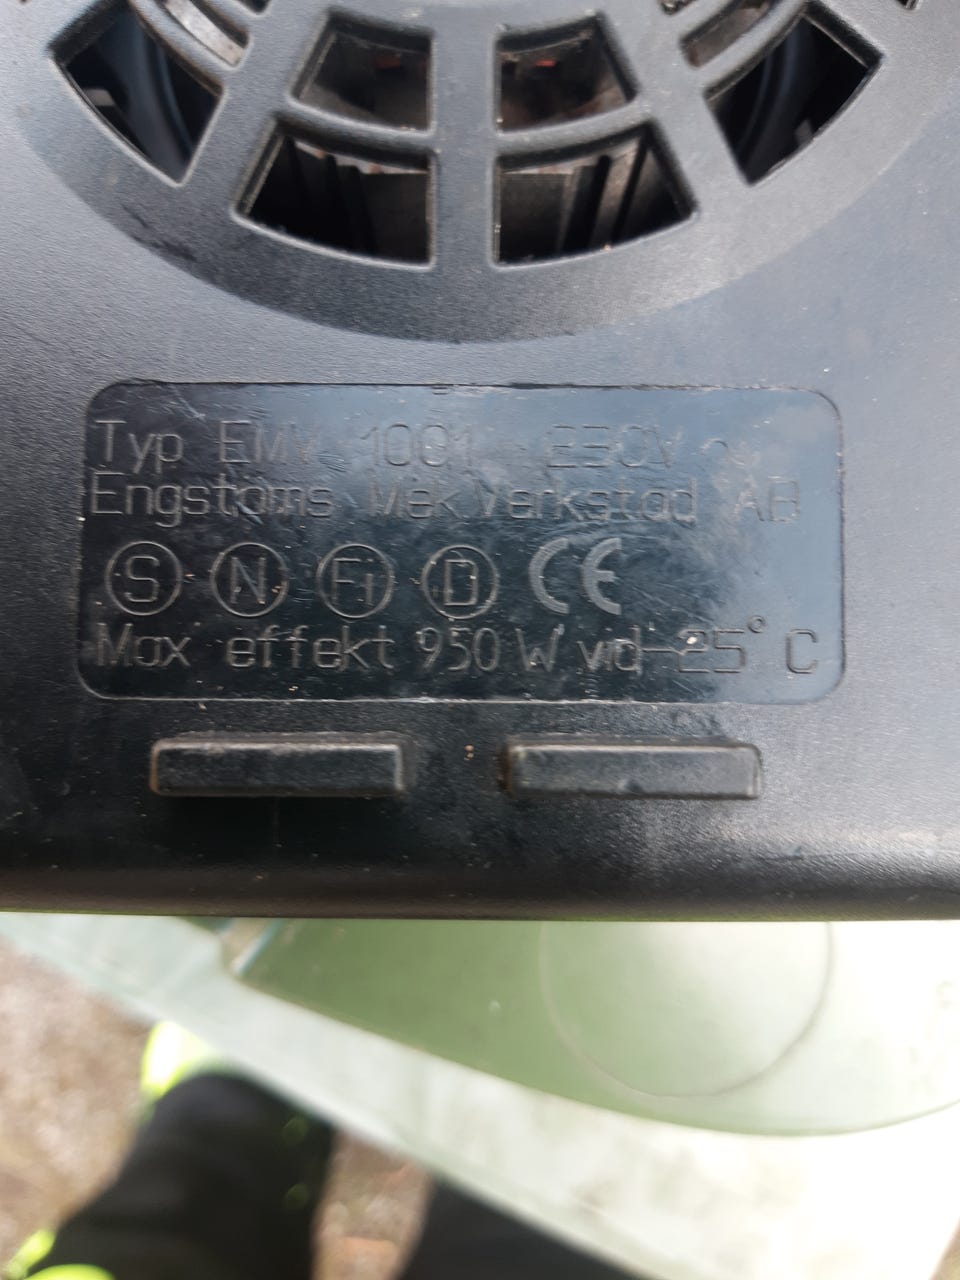 Typ EMV 1001 230V ~
Engstoms Mek Verkstad AB
S N Fi D CE
Max effekt 950 W vid -25° C